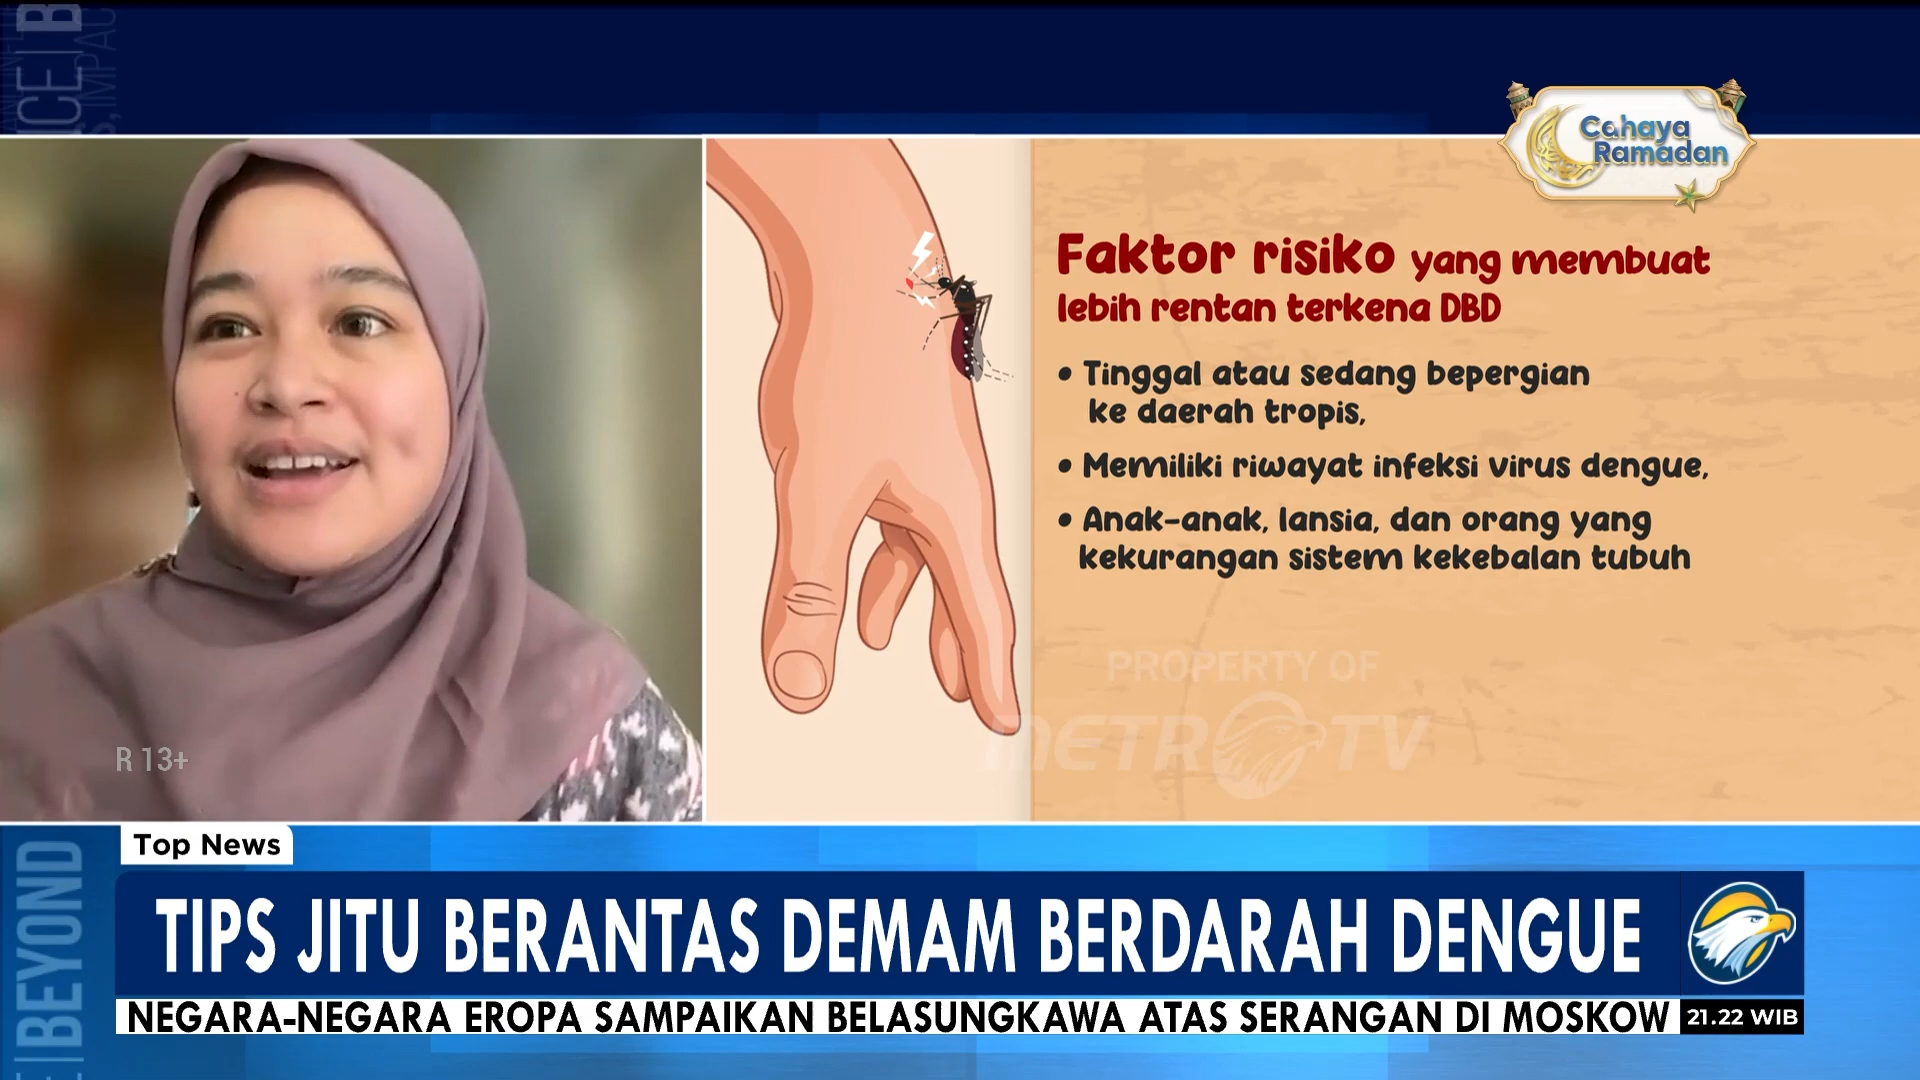 Cahaya
Ramadan
Faktor risiko yang membuat
lebih rentan terkena DBD
• Tinggal atau sedang bepergian
ke daerah tropis,
• Memiliki riwayat infeksi virus dengue,
• Anak-anak, lansia, dan orang yang
kekurangan sistem kekebalan tubuh
PROPERTY OF
METRO TV
R 13+
BEYOND
Top News
TIPS JITU BERANTAS DEMAM BERDARAH DENGUE
NEGARA-NEGARA EROPA SAMPAIKAN BELASUNGKAWA ATAS SERANGAN DI MOSKOW
21.22 WIB